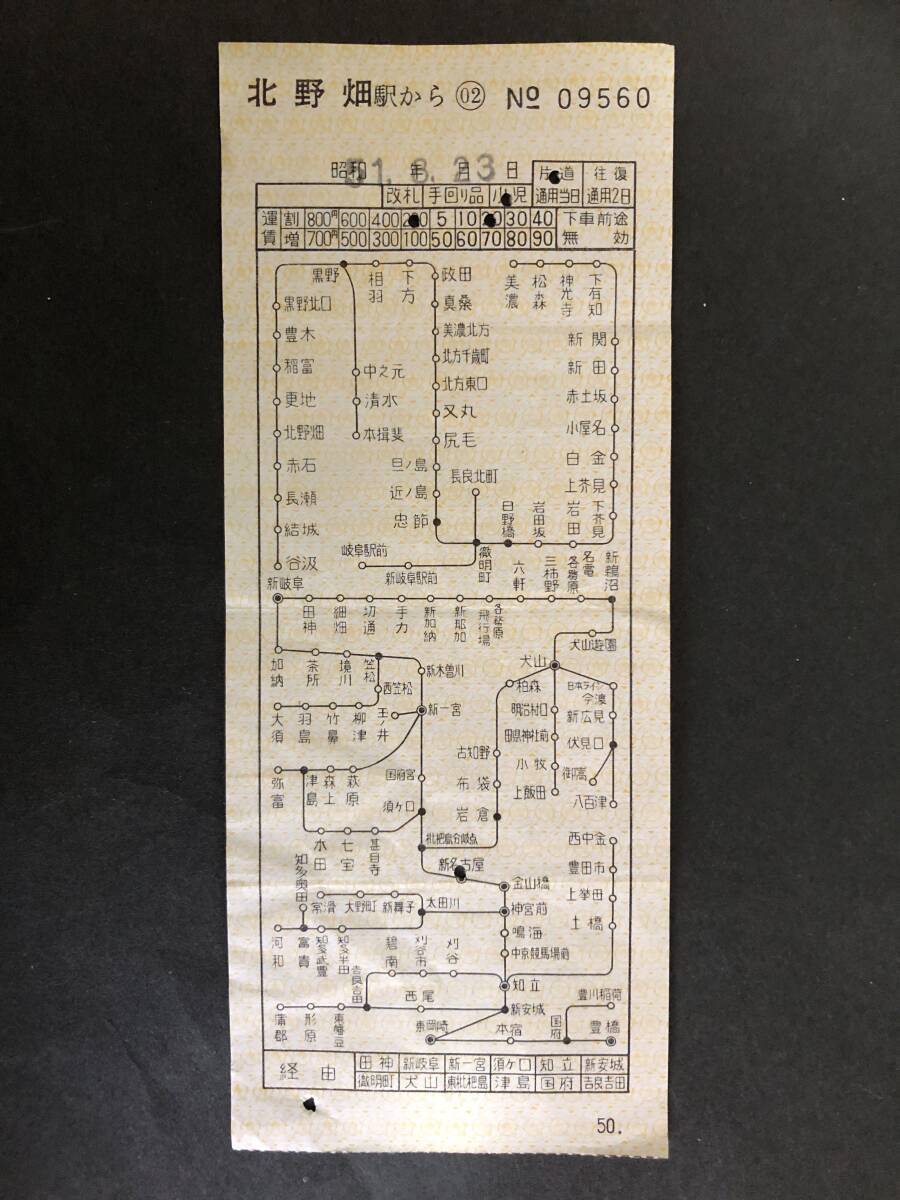 北野畑駅から 02 No 09560
昭和 年 月 日
51. 8. 23
片道 往復
改札 手回り品 小児 通用当日 通用2日
運賃 割増 800円 600 400 200 5 10 20 30 40 下車前途
700円 500 300 100 50 60 70 80 90 無効
黒野 相羽 下方 政田 美濃 松森 神光寺 下有知
黒野北口 真桑
豊木 美濃北方 新関
稲富 中之元 北方千歳町 新田
更地 清水 北方東口 赤土坂
北野畑 本揖斐 又丸 小屋名
赤石 尻毛 白金
長瀬 旦ノ島 長良北町 上芥見
結城 近ノ島 日野橋 岩田坂 岩田 下芥見
谷汲 忠節
岐阜駅前 新岐阜駅前 徹明町 六軒 三柿野 各務原 名電 新鵜沼
新岐阜 田神 細畑 切通 手力 新加納 新那加 各務原飛行場
犬山遊園
加納 茶所 境川 笠松 新木曽川 犬山
西笠松 柏森 日本ライン今渡
大須 羽島 竹鼻 柳津 玉ノ井 新一宮 明治村口 新広見
田県神社前 伏見口
弥富 津島 森上 萩原 国府宮 古知野 小牧 御嵩
須ケ口 布袋 上飯田 八百津
岩倉
木田 七宝 甚目寺 枇杷島分岐点 西中金
知多奥田 新名古屋 豊田市
金山橋 上挙母
常滑 大野町 新舞子 太田川 神宮前 土橋
河和 富貴 知多武豊 知多半田 鳴海
碧南 刈谷市 刈谷 中京競馬場前
吉良吉田 知立
西尾 豊川稲荷
蒲郡 形原 東幡豆 新安城
東岡崎 本宿 国府 豊橋
経由 田神 新岐阜 新一宮 須ケ口 知立 新安城
徹明町 犬山 東枇杷島 津島 国府 吉良吉田
50.